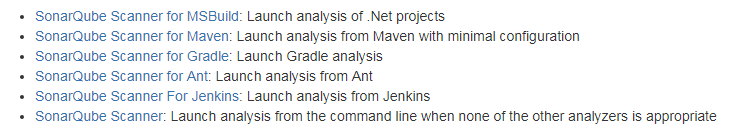 • SonarQube Scanner for MSBuild: Launch analysis of .Net projects
• SonarQube Scanner for Maven: Launch analysis from Maven with minimal configuration
• SonarQube Scanner for Gradle: Launch Gradle analysis
• SonarQube Scanner for Ant: Launch analysis from Ant
• SonarQube Scanner For Jenkins: Launch analysis from Jenkins
• SonarQube Scanner: Launch analysis from the command line when none of the other analyzers is appropriate